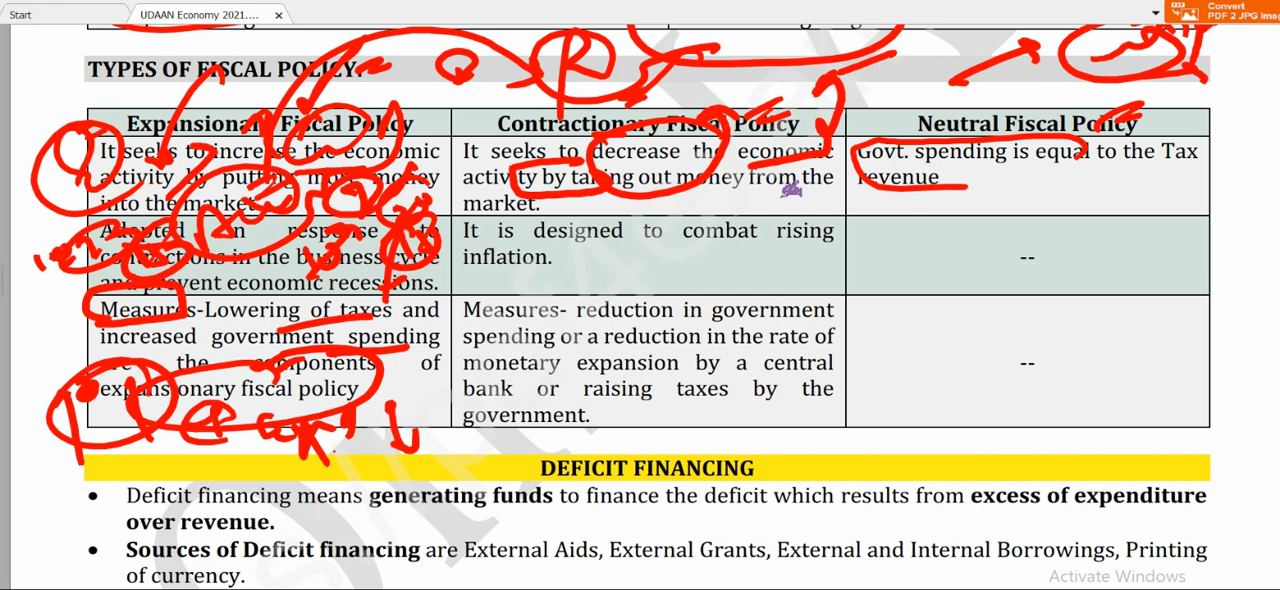 Start
UDAAN Economy 2021....
Convert
PDF 2 JPG Imag
TYPES OF FISCAL POLICY:
Expansionary Fiscal Policy
Contractionary Fiscal Policy
Neutral Fiscal Policy
It seeks to increase the economic
activity by putting more money
into the market.
It seeks to decrease the economic
activity by taking out money from the
market.
Govt. spending is equal to the Tax
revenue
Adopted in response to
contractions in the business cycle
and prevent economic recessions.
It is designed to combat rising
inflation.
--
Measures-Lowering of taxes and
increased government spending
are the components of
expansionary fiscal policy
Measures- reduction in government
spending or a reduction in the rate of
monetary expansion by a central
bank or raising taxes by the
government.
--
DEFICIT FINANCING
• Deficit financing means generating funds to finance the deficit which results from excess of expenditure
over revenue.
• Sources of Deficit financing are External Aids, External Grants, External and Internal Borrowings, Printing
of currency.
Activate Windows